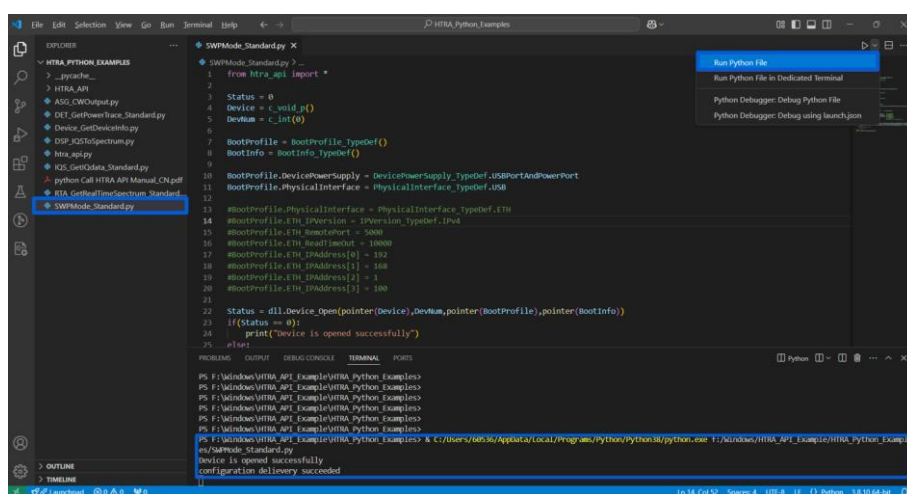 File Edit Selection View Go Run Terminal Help
HTRA_Python_Examples
EXPLORER
HTRA_PYTHON_EXAMPLES
__pycache__
HTRA_API
ASG_CWOutput.py
DET_GetPowerTrace_Standard.py
Device_GetDeviceInfo.py
DSP_IQSToSpectrum.py
htra_api.py
IQS_GetIQdata_Standard.py
python Call HTRA API Manual_CN.pdf
RTA_GetRealTimeSpectrum_Standard...
SWPMode_Standard.py
OUTLINE
TIMELINE
SWPMode_Standard.py
SWPMode_Standard.py > ...
1 from htra_api import *
2
3 Status = 0
4 Device = c_void_p()
5 DevNum = c_int(0)
6
7 BootProfile = BootProfile_TypeDef()
8 BootInfo = BootInfo_TypeDef()
9
10 BootProfile.DevicePowerSupply = DevicePowerSupply_TypeDef.USBPortAndPowerPort
11 BootProfile.PhysicalInterface = PhysicalInterface_TypeDef.USB
12
13 #BootProfile.PhysicalInterface = PhysicalInterface_TypeDef.ETH
14 #BootProfile.ETH_IPVersion = IPVersion_TypeDef.IPv4
15 #BootProfile.ETH_RemotePort = 5000
16 #BootProfile.ETH_ReadTimeOut = 10000
17 #BootProfile.ETH_IPAddress[0] = 192
18 #BootProfile.ETH_IPAddress[1] = 168
19 #BootProfile.ETH_IPAddress[2] = 1
20 #BootProfile.ETH_IPAddress[3] = 100
21
22 Status = dll.Device_Open(pointer(Device),DevNum,pointer(BootProfile),pointer(BootInfo))
23 if(Status == 0):
24 print("Device is opened successfully")
25 else:
Run Python File
Run Python File in Dedicated Terminal
Python Debugger: Debug Python File
Python Debugger: Debug using launch.json
PROBLEMS OUTPUT DEBUG CONSOLE TERMINAL PORTS
Python
PS F:\Windows\HTRA_API_Example\HTRA_Python_Examples>
PS F:\Windows\HTRA_API_Example\HTRA_Python_Examples>
PS F:\Windows\HTRA_API_Example\HTRA_Python_Examples>
PS F:\Windows\HTRA_API_Example\HTRA_Python_Examples>
PS F:\Windows\HTRA_API_Example\HTRA_Python_Examples>
PS F:\Windows\HTRA_API_Example\HTRA_Python_Examples> & C:/Users/60536/AppData/Local/Programs/Python/Python38/python.exe f:/Windows/HTRA_API_Example/HTRA_Python_Exampl
es/SWPMode_Standard.py
Device is opened successfully
configuration delievery succeeded
Launchpad 0 0 0 Ln 14, Col 52 Spaces: 4 UTF-8 LF Python 3.8.10 64-bit